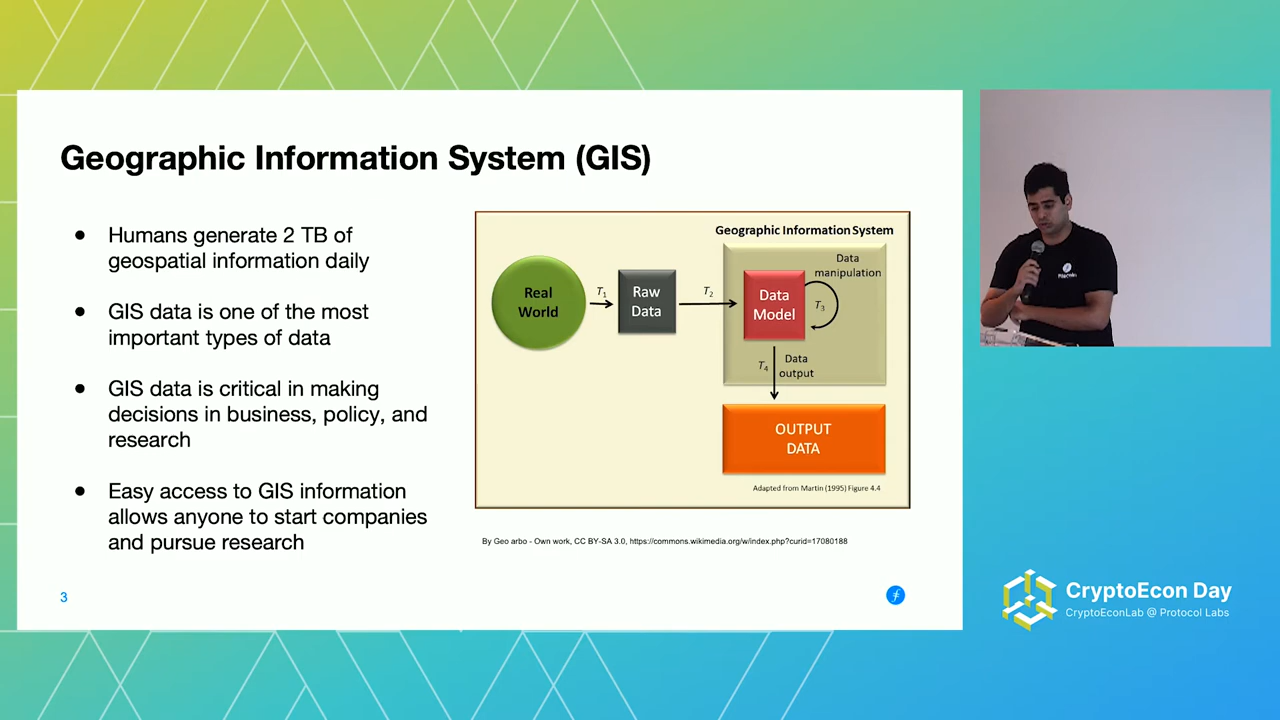 Geographic Information System (GIS)
● Humans generate 2 TB of
geospatial information daily
● GIS data is one of the most
important types of data
● GIS data is critical in making
decisions in business, policy, and
research
● Easy access to GIS information
allows anyone to start companies
and pursue research
Geographic Information System
Real
World
T1
Raw
Data
T2
Data
Model
Data
manipulation
T3
T4
Data
output
OUTPUT
DATA
Adapted from Martin (1995) Figure 4.4
By Geo arbo - Own work, CC BY-SA 3.0, https://commons.wikimedia.org/w/index.php?curid=17080188
3
CryptoEcon Day
CryptoEconLab @ Protocol Labs